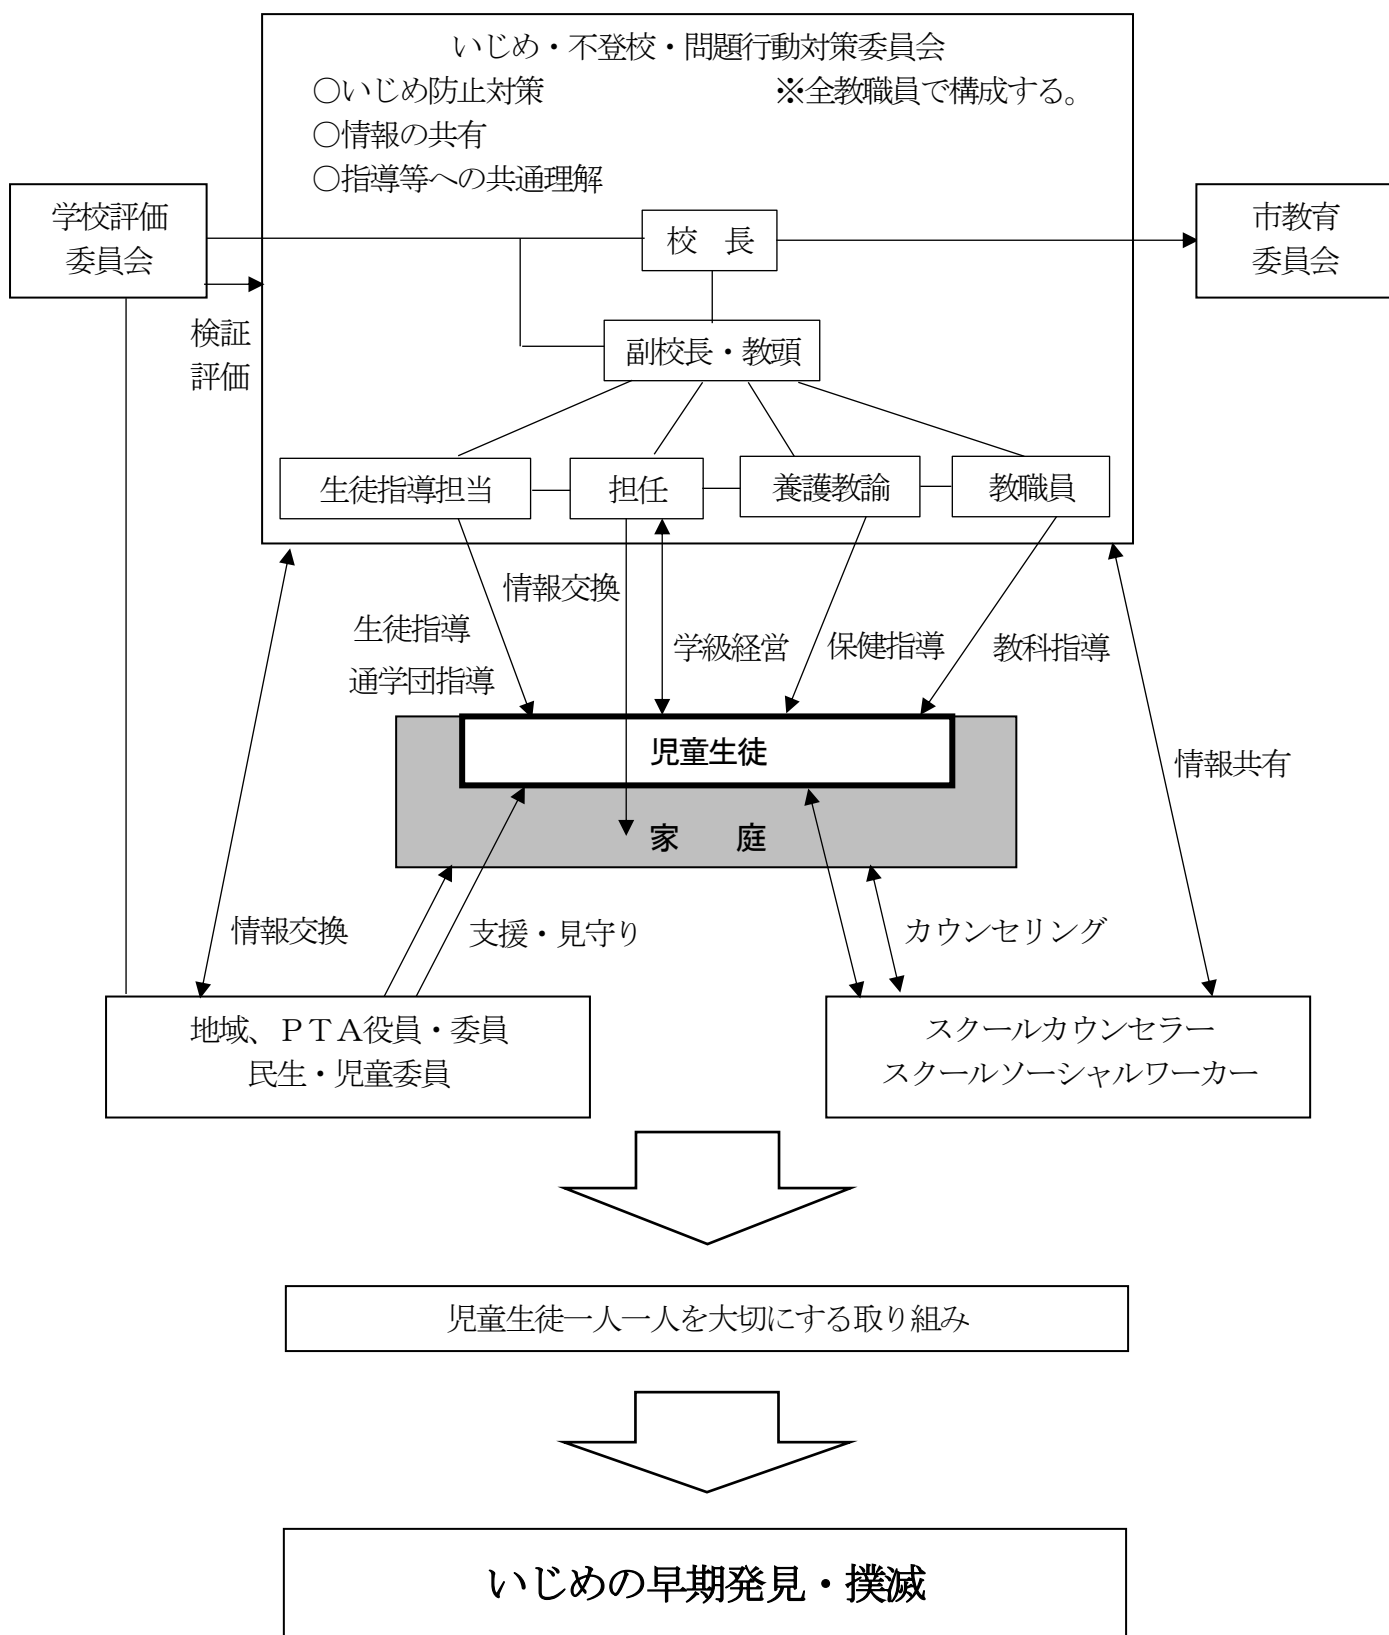 いじめ・不登校・問題行動対策委員会
○いじめ防止対策
※全教職員で構成する。
○情報の共有
○指導等への共通理解
学校評価
委員会
校　長
市教育
委員会
検証
評価
副校長・教頭
生徒指導担当
担任
養護教諭
教職員
情報交換
生徒指導
通学団指導
学級経営
保健指導
教科指導
児童生徒
情報共有
家　　庭
情報交換
支援・見守り
カウンセリング
地域、ＰＴＡ役員・委員
民生・児童委員
スクールカウンセラー
スクールソーシャルワーカー
児童生徒一人一人を大切にする取り組み
いじめの早期発見・撲滅